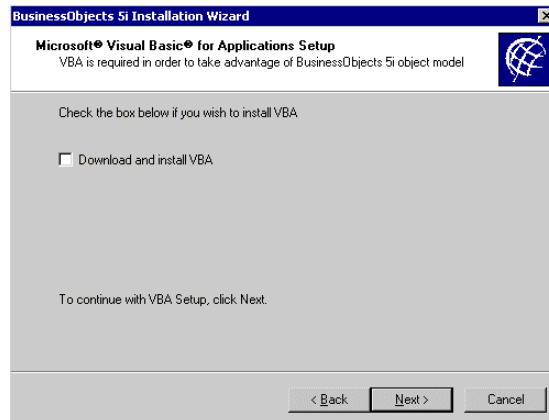 BusinessObjects 5i Installation Wizard
Microsoft® Visual Basic® for Applications Setup
VBA is required in order to take advantage of BusinessObjects 5i object model
Check the box below if you wish to install VBA
Download and install VBA
To continue with VBA Setup, click Next.
< Back Next > Cancel